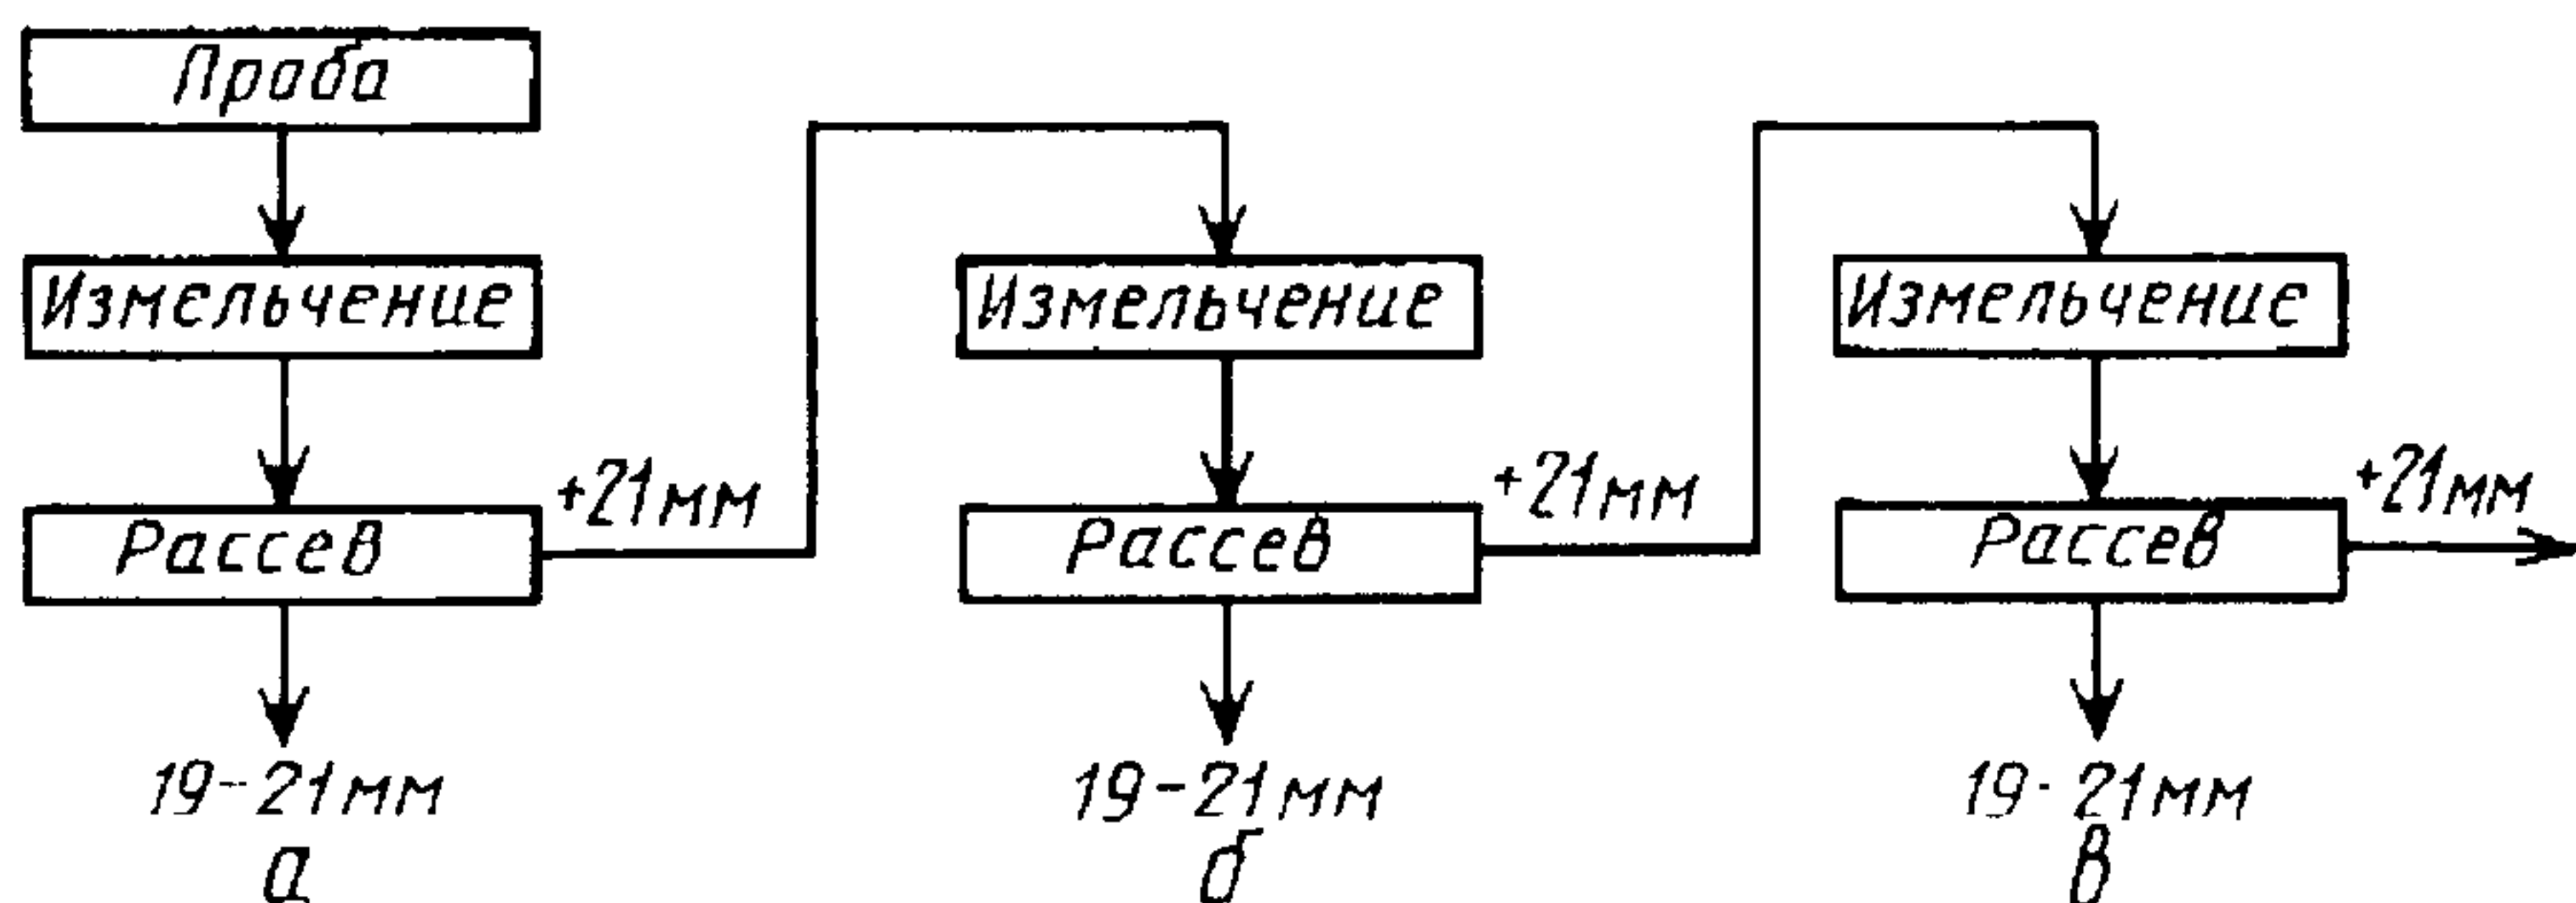 Проба
Измельчение
Рассев
+21мм
19-21мм
а
Измельчение
Рассев
+21мм
19-21мм
б
Измельчение
Рассев
+21мм
19-21мм
в